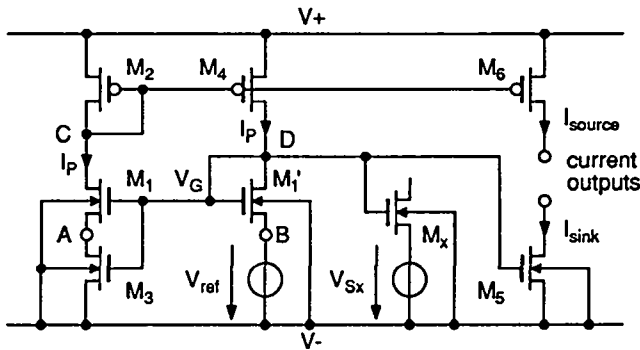 V+
M2
M4
M6
C
IP
IP
D
Isource
current
outputs
M1
VG
M1'
A
B
Mx
Isink
M3
Vref
VSx
M5
V-